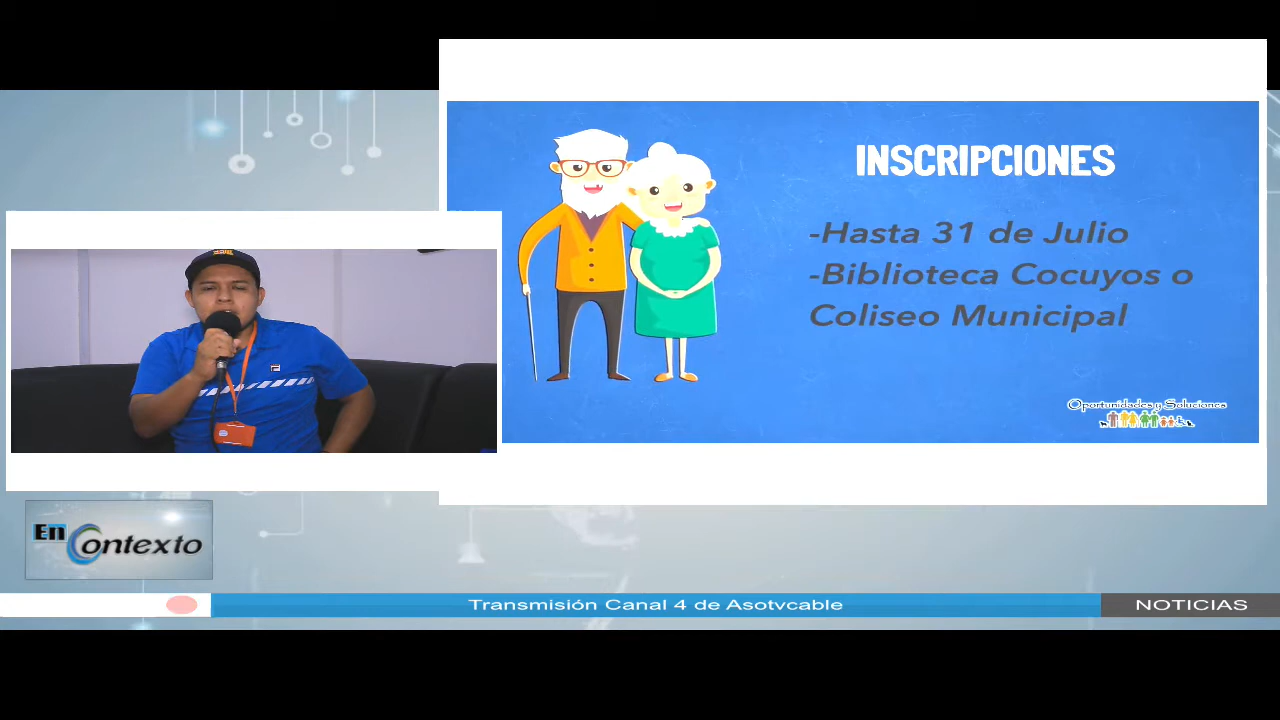 INSCRIPCIONES
-Hasta 31 de Julio
-Biblioteca Cocuyos o
Coliseo Municipal
Oportunidades y Soluciones
En Contexto
Transmisión Canal 4 de Asotvcable
NOTICIAS